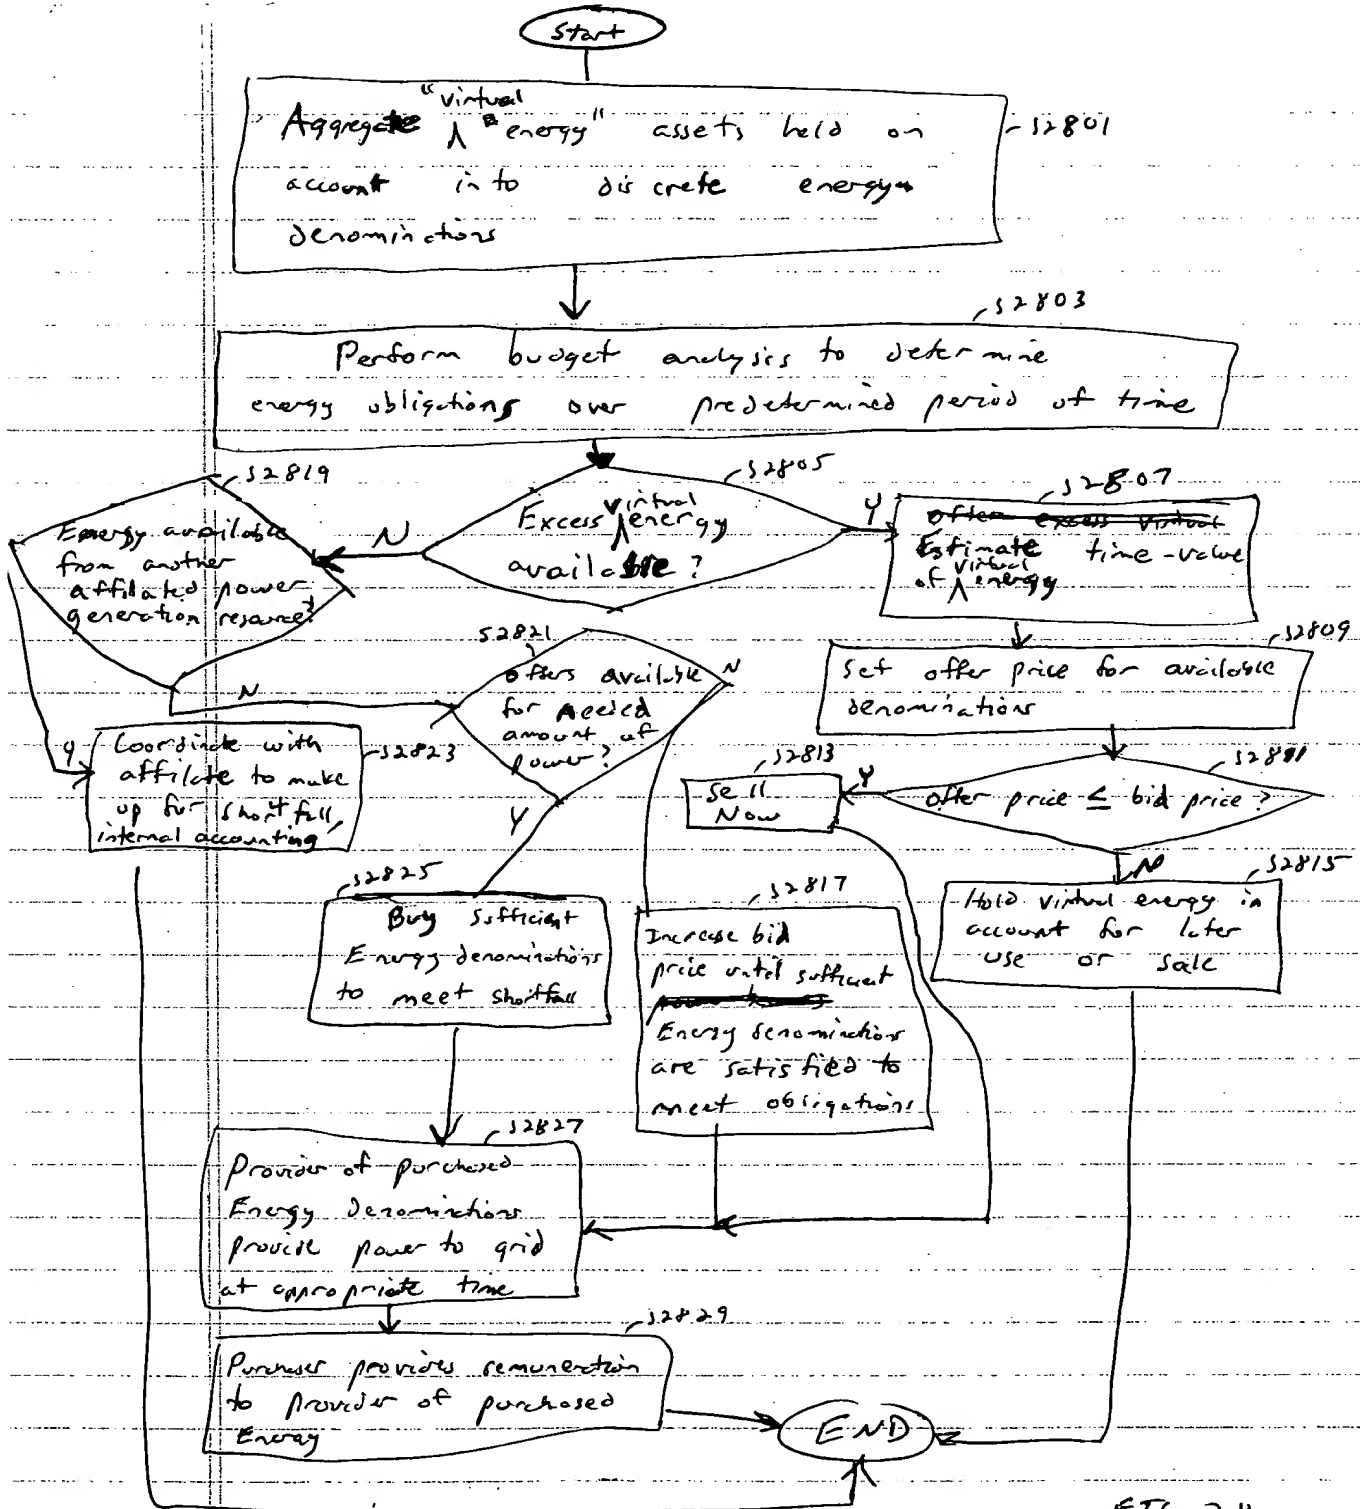 Start
Aggregate "virtual energy" assets held on
account into discrete energy
denominations
S2801
S2803
Perform budget analysis to determine
energy obligations over predetermined period of time
S2805
Excess virtual energy
available?
N
Y
S2819
Energy available
from another
affiliated power
generation resource?
N
Y
S2807
Estimate time-value
of virtual energy
S2809
Set offer price for available
denominations
S2821
offers available
for needed
amount of
power?
N
Y
Coordinate with
affiliate to make
up for shortfall,
internal accounting
S2823
S2811
offer price ≤ bid price?
Y
N
S2813
Sell
Now
S2815
Hold virtual energy in
account for later
use or sale
S2825
Buy Sufficient
Energy denominations
to meet shortfall
S2817
Increase bid
price until sufficient
Energy denominations
are satisfied to
meet obligations
S2827
Provider of purchased
Energy Denominations
provide power to grid
at appropriate time
S2829
Purchaser provides remuneration
to provider of purchased
Energy
END